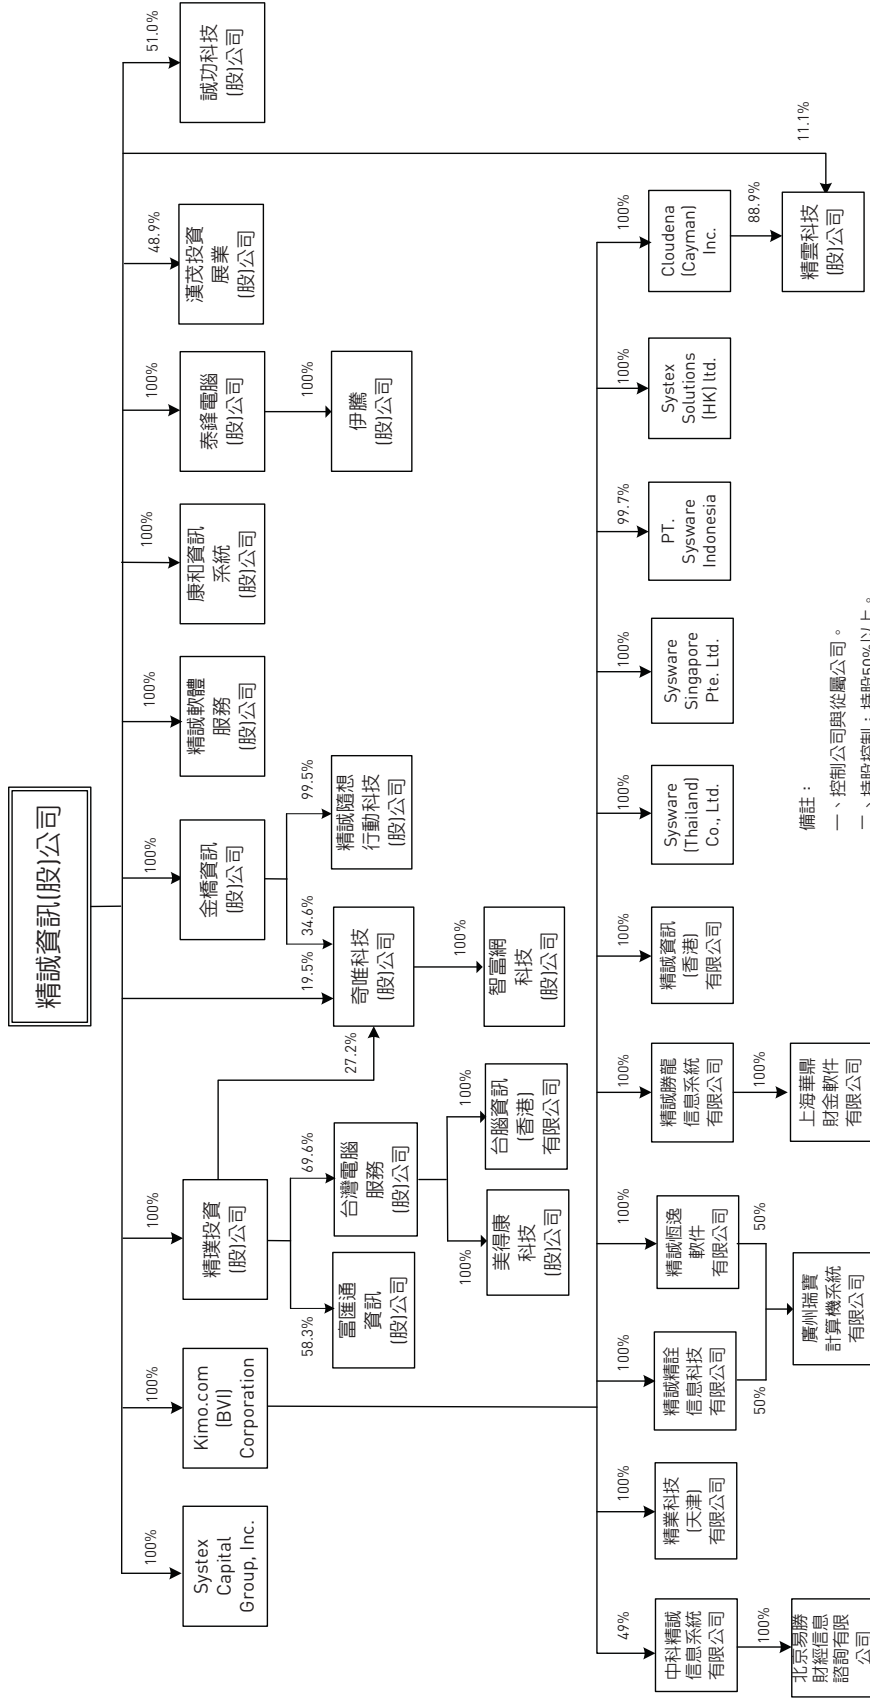 精誠資訊(股)公司
100%
Systex
Capital
Group, Inc.
100%
Kimo.com
(BVI)
Corporation
100%
精璞投資
(股)公司
100%
金橋資訊
(股)公司
100%
精誠軟體
服務
(股)公司
100%
康和資訊
系統
(股)公司
100%
泰鋒電腦
(股)公司
48.9%
漢茂投資
展業
(股)公司
51.0%
誠功科技
(股)公司
58.3%
富匯通
資訊
(股)公司
69.6%
台灣電腦
服務
(股)公司
27.2%
19.5%
34.6%
奇唯科技
(股)公司
99.5%
精誠隨想
行動科技
(股)公司
100%
伊騰
(股)公司
100%
美得康
科技
(股)公司
100%
台腦資訊
(香港)
有限公司
100%
智富網
科技
(股)公司
49%
中科精誠
信息系統
有限公司
100%
精業科技
(天津)
有限公司
100%
精誠精詮
信息科技
有限公司
100%
精誠恆逸
軟件
有限公司
100%
精誠勝龍
信息系統
有限公司
100%
精誠資訊
(香港)
有限公司
100%
Sysware
(Thailand)
Co., Ltd.
100%
Sysware
Singapore
Pte. Ltd.
99.7%
PT.
Sysware
Indonesia
100%
Systex
Solutions
(HK) ltd.
100%
Cloudena
(Cayman)
Inc.
100%
北京易勝
財經信息
諮詢有限
公司
50%
50%
廣州瑞寶
計算機系統
有限公司
100%
上海華鼎
財金軟件
有限公司
88.9%
11.1%
精雲科技
(股)公司
備註：
一、控制公司與從屬公司。
二、持股控制：持股50%以上。